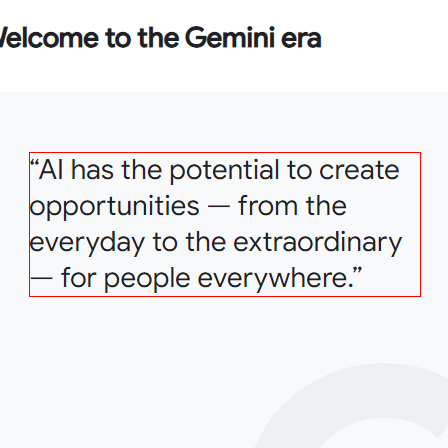 Welcome to the Gemini era
“AI has the potential to create
opportunities — from the
everyday to the extraordinary
— for people everywhere.”